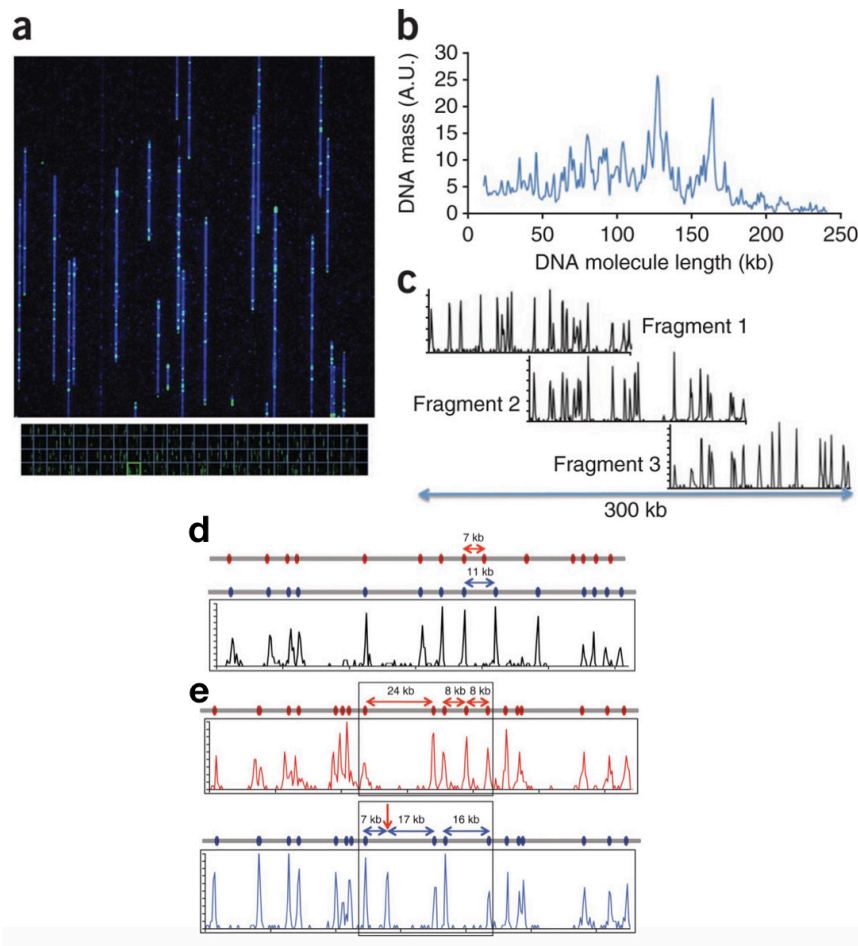 a
b
DNA mass (A.U.)
30
25
20
15
10
5
0
0 50 100 150 200 250
DNA molecule length (kb)
c
Fragment 1
Fragment 2
Fragment 3
300 kb
d
7 kb
11 kb
e
24 kb 8 kb 8 kb
7 kb 17 kb 16 kb